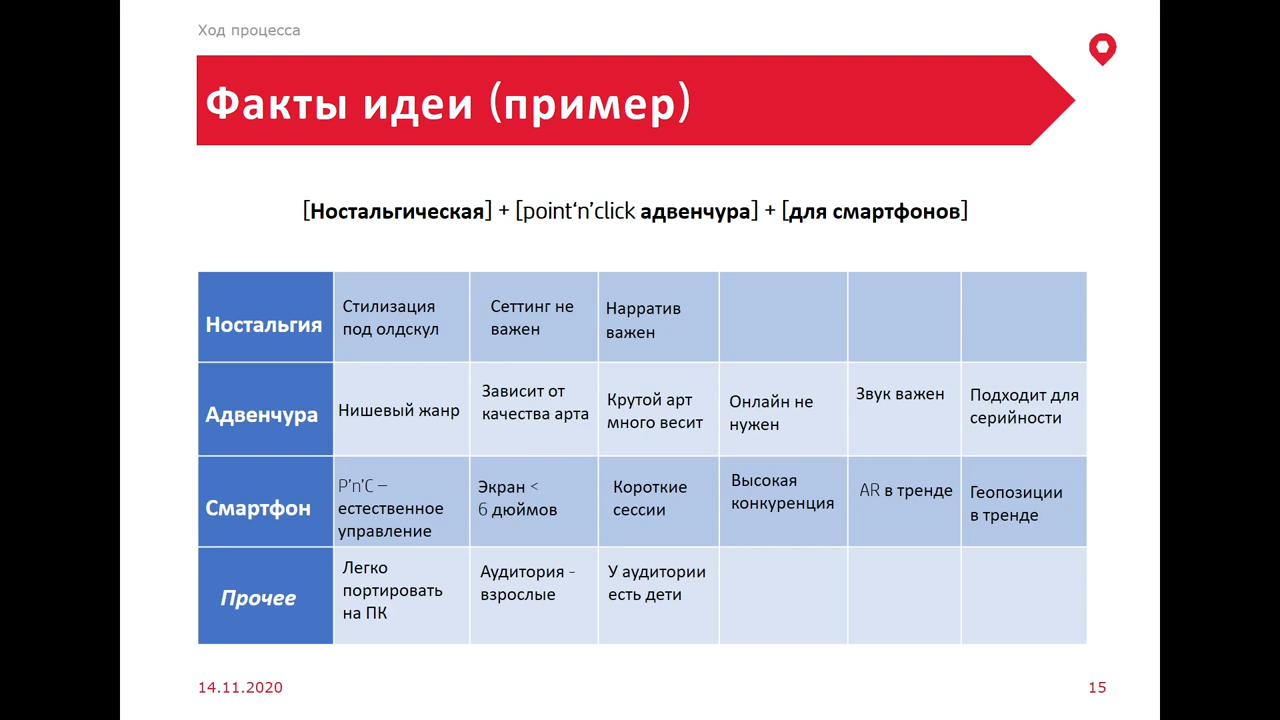 Ход процесса
Факты идеи (пример)
[Ностальгическая] + [point‘n’click адвенчура] + [для смартфонов]
Ностальгия
Стилизация
под олдскул
Сеттинг не
важен
Нарратив
важен
Адвенчура
Нишевый жанр
Зависит от
качества арта
Крутой арт
много весит
Онлайн не
нужен
Звук важен
Подходит для
серийности
Смартфон
P’n’C –
естественное
управление
Экран <
6 дюймов
Короткие
сессии
Высокая
конкуренция
AR в тренде
Геопозиции
в тренде
Прочее
Легко
портировать
на ПК
Аудитория -
взрослые
У аудитории
есть дети
14.11.2020
15